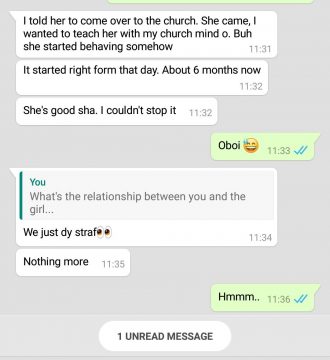 I told her to come over to the church. She came, I
wanted to teach her with my church mind o. Buh
she started behaving somehow
11:31
It started right form that day. About 6 months now
11:32
She's good sha. I couldn't stop it 11:32
Oboi 😅 11:33
You
What's the relationship between you and the
girl...
We just dy straf👀
11:34
Nothing more 11:35
Hmmm.. 11:36
1 UNREAD MESSAGE